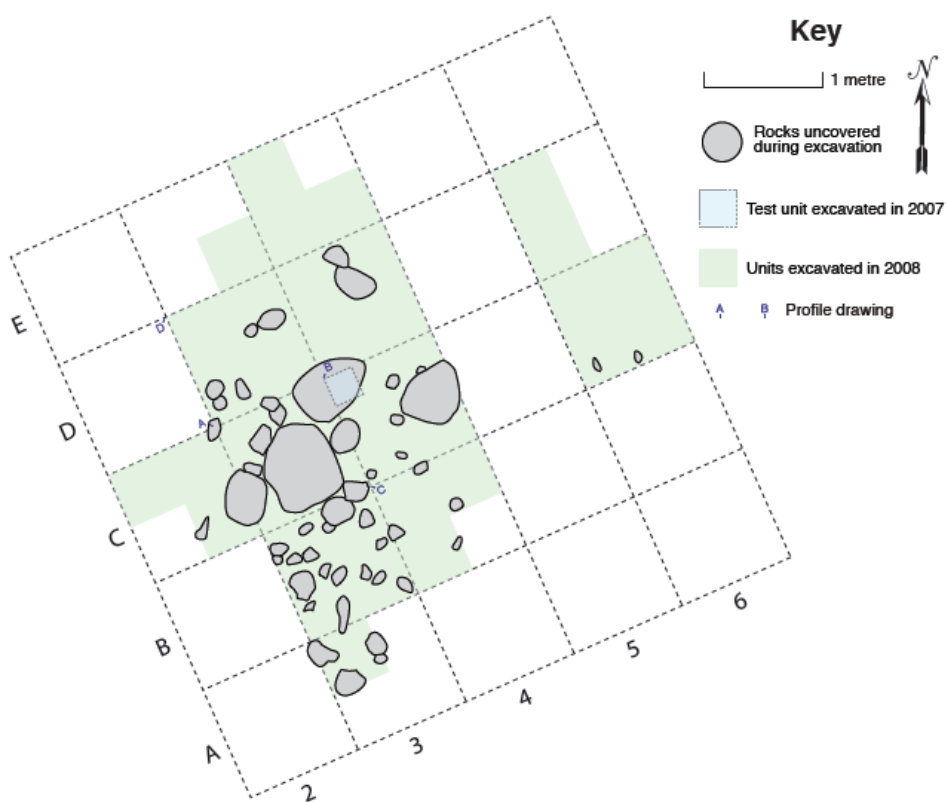 Key
1 metre
N
Rocks uncovered
during excavation
Test unit excavated in 2007
Units excavated in 2008
A B Profile drawing
E
D
B
D
A
C
C
B
6
5
A
4
3
2